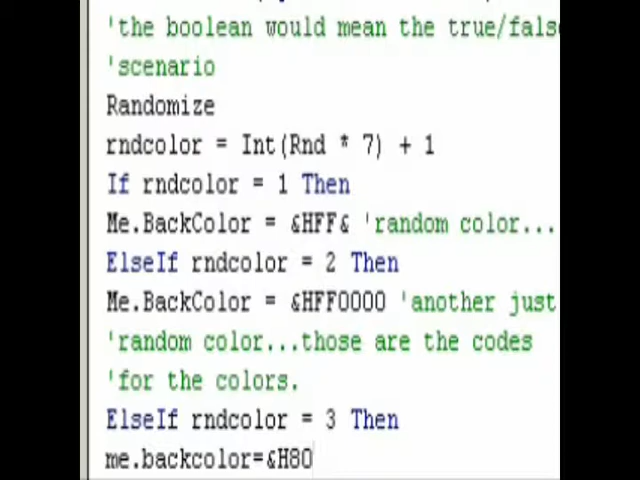 'the boolean would mean the true/fals
'scenario
Randomize
rndcolor = Int(Rnd * 7) + 1
If rndcolor = 1 Then
Me.BackColor = &HFF& 'random color...
ElseIf rndcolor = 2 Then
Me.BackColor = &HFF0000 'another just
'random color...those are the codes
'for the colors.
ElseIf rndcolor = 3 Then
me.backcolor=&H80